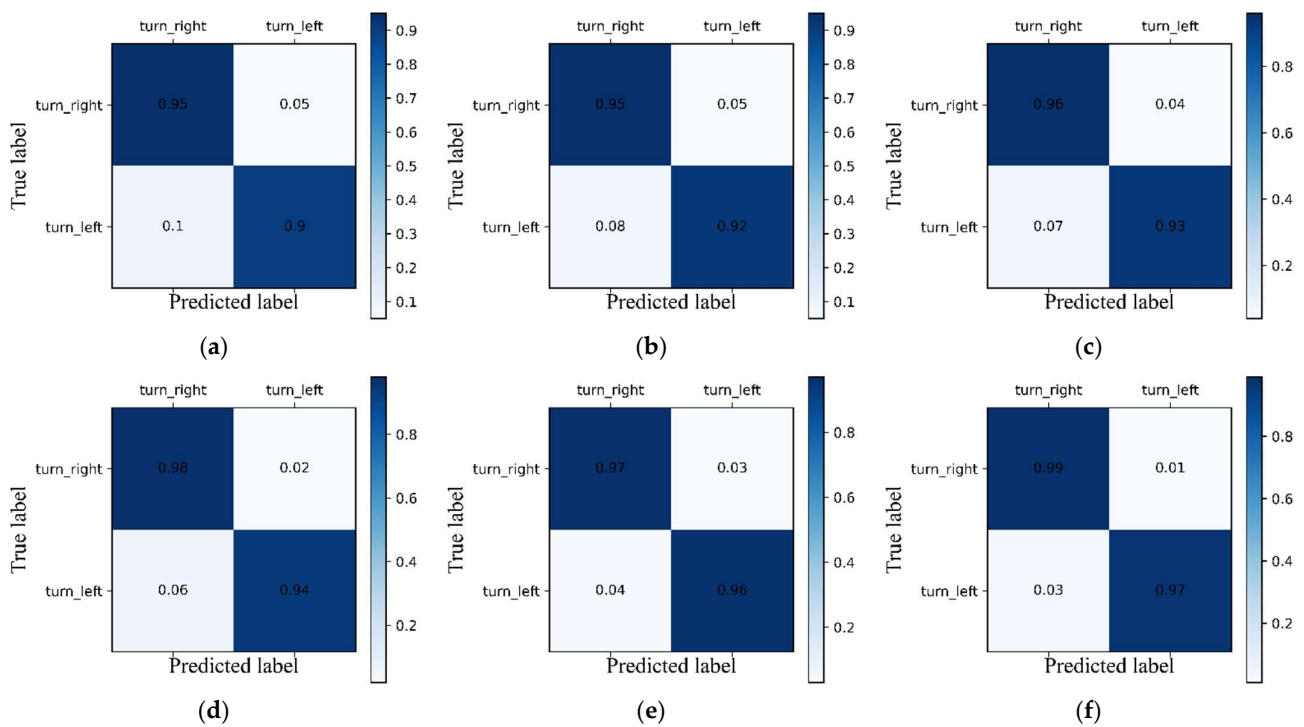 turn_right turn_left
turn_right 0.95 0.05
turn_left 0.1 0.9
True label
Predicted label
0.9
0.8
0.7
0.6
0.5
0.4
0.3
0.2
0.1
(a)
turn_right turn_left
turn_right 0.95 0.05
turn_left 0.08 0.92
True label
Predicted label
0.9
0.8
0.7
0.6
0.5
0.4
0.3
0.2
0.1
(b)
turn_right turn_left
turn_right 0.96 0.04
turn_left 0.07 0.93
True label
Predicted label
0.8
0.6
0.4
0.2
(c)
turn_right turn_left
turn_right 0.98 0.02
turn_left 0.06 0.94
True label
Predicted label
0.8
0.6
0.4
0.2
(d)
turn_right turn_left
turn_right 0.97 0.03
turn_left 0.04 0.96
True label
Predicted label
0.8
0.6
0.4
0.2
(e)
turn_right turn_left
turn_right 0.99 0.01
turn_left 0.03 0.97
True label
Predicted label
0.8
0.6
0.4
0.2
(f)